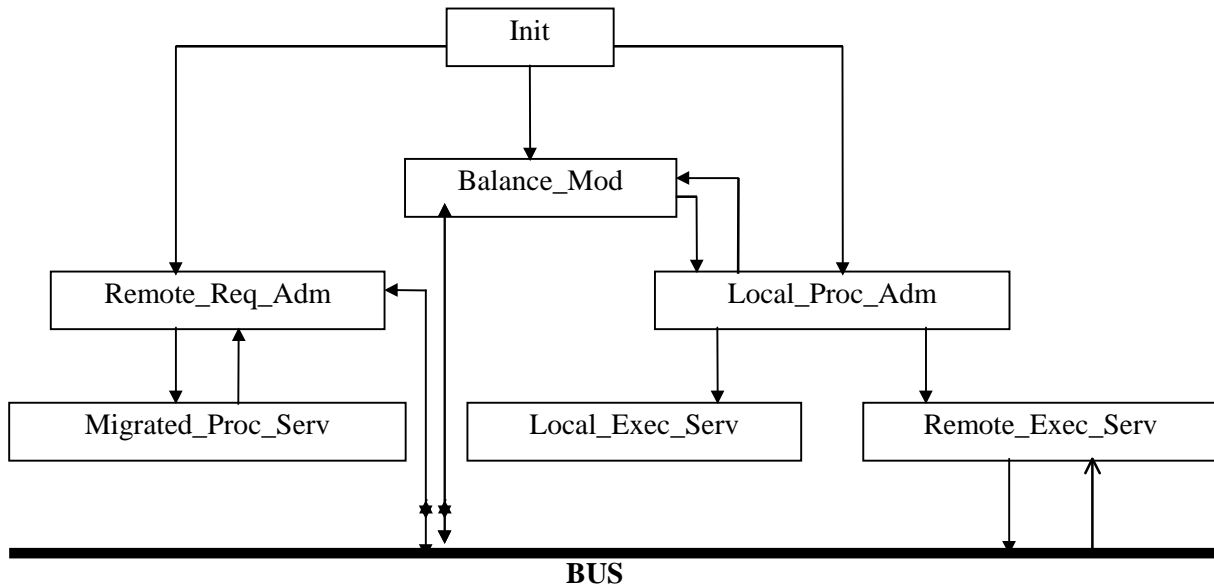 Init
Balance_Mod
Remote_Req_Adm
Local_Proc_Adm
Migrated_Proc_Serv
Local_Exec_Serv
Remote_Exec_Serv
BUS